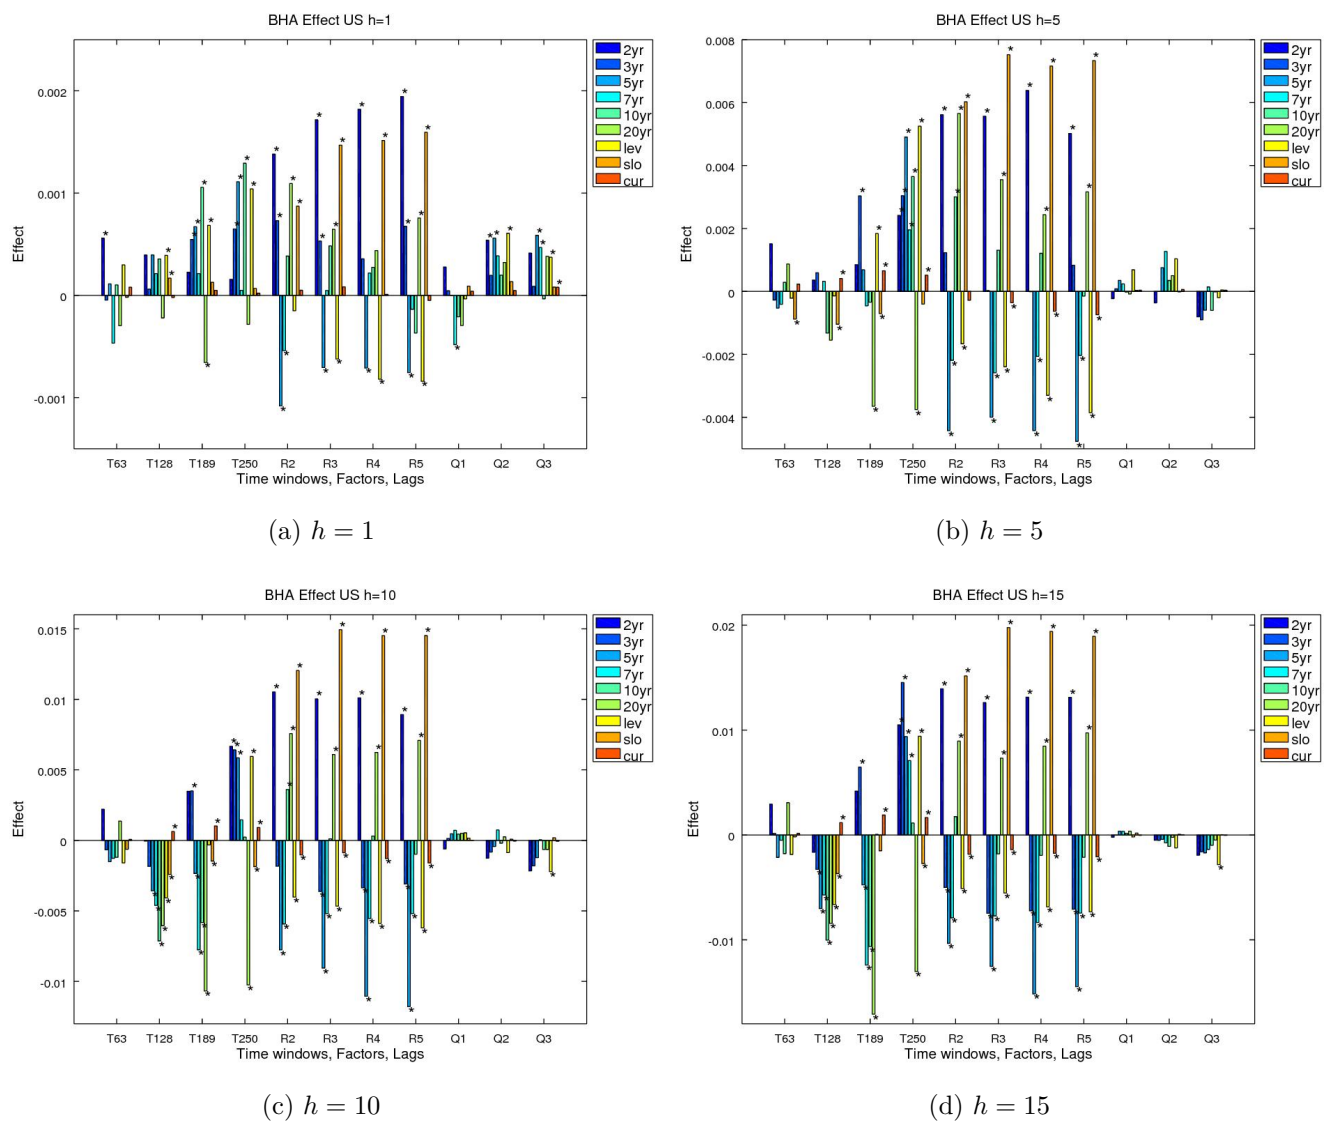 BHA Effect US h=1
0.002
0.001
0
-0.001
Effect
T63 T128 T189 T250 R2 R3 R4 R5 Q1 Q2 Q3
Time windows, Factors, Lags
2yr
3yr
5yr
7yr
10yr
20yr
lev
slo
cur
(a) h = 1
BHA Effect US h=5
0.008
0.006
0.004
0.002
0
-0.002
-0.004
Effect
T63 T128 T189 T250 R2 R3 R4 R5 Q1 Q2 Q3
Time windows, Factors, Lags
2yr
3yr
5yr
7yr
10yr
20yr
lev
slo
cur
(b) h = 5
BHA Effect US h=10
0.015
0.01
0.005
0
-0.005
-0.01
Effect
T63 T128 T189 T250 R2 R3 R4 R5 Q1 Q2 Q3
Time windows, Factors, Lags
2yr
3yr
5yr
7yr
10yr
20yr
lev
slo
cur
(c) h = 10
BHA Effect US h=15
0.02
0.01
0
-0.01
Effect
T63 T128 T189 T250 R2 R3 R4 R5 Q1 Q2 Q3
Time windows, Factors, Lags
2yr
3yr
5yr
7yr
10yr
20yr
lev
slo
cur
(d) h = 15